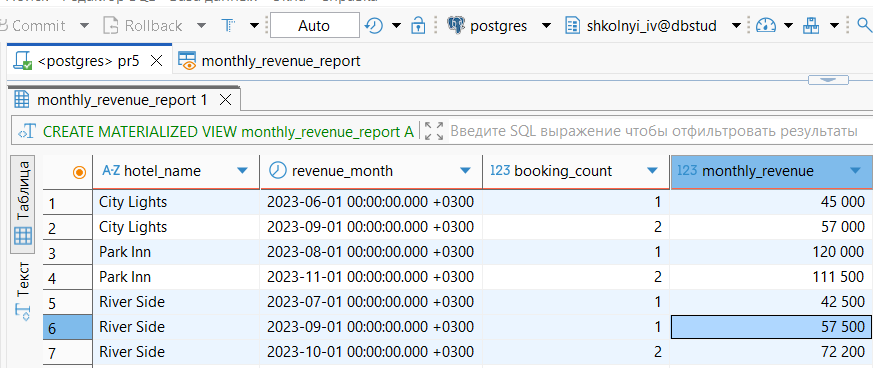 Commit Rollback T Auto postgres shkolnyi_iv@dbstud
<postgres> pr5 monthly_revenue_report
monthly_revenue_report 1
CREATE MATERIALIZED VIEW monthly_revenue_report A Введите SQL выражение чтобы отфильтровать результаты
Таблица
Текст
A-Z hotel_name revenue_month 123 booking_count 123 monthly_revenue
1 City Lights 2023-06-01 00:00:00.000 +0300 1 45 000
2 City Lights 2023-09-01 00:00:00.000 +0300 2 57 000
3 Park Inn 2023-08-01 00:00:00.000 +0300 1 120 000
4 Park Inn 2023-11-01 00:00:00.000 +0300 2 111 500
5 River Side 2023-07-01 00:00:00.000 +0300 1 42 500
6 River Side 2023-09-01 00:00:00.000 +0300 1 57 500
7 River Side 2023-10-01 00:00:00.000 +0300 2 72 200